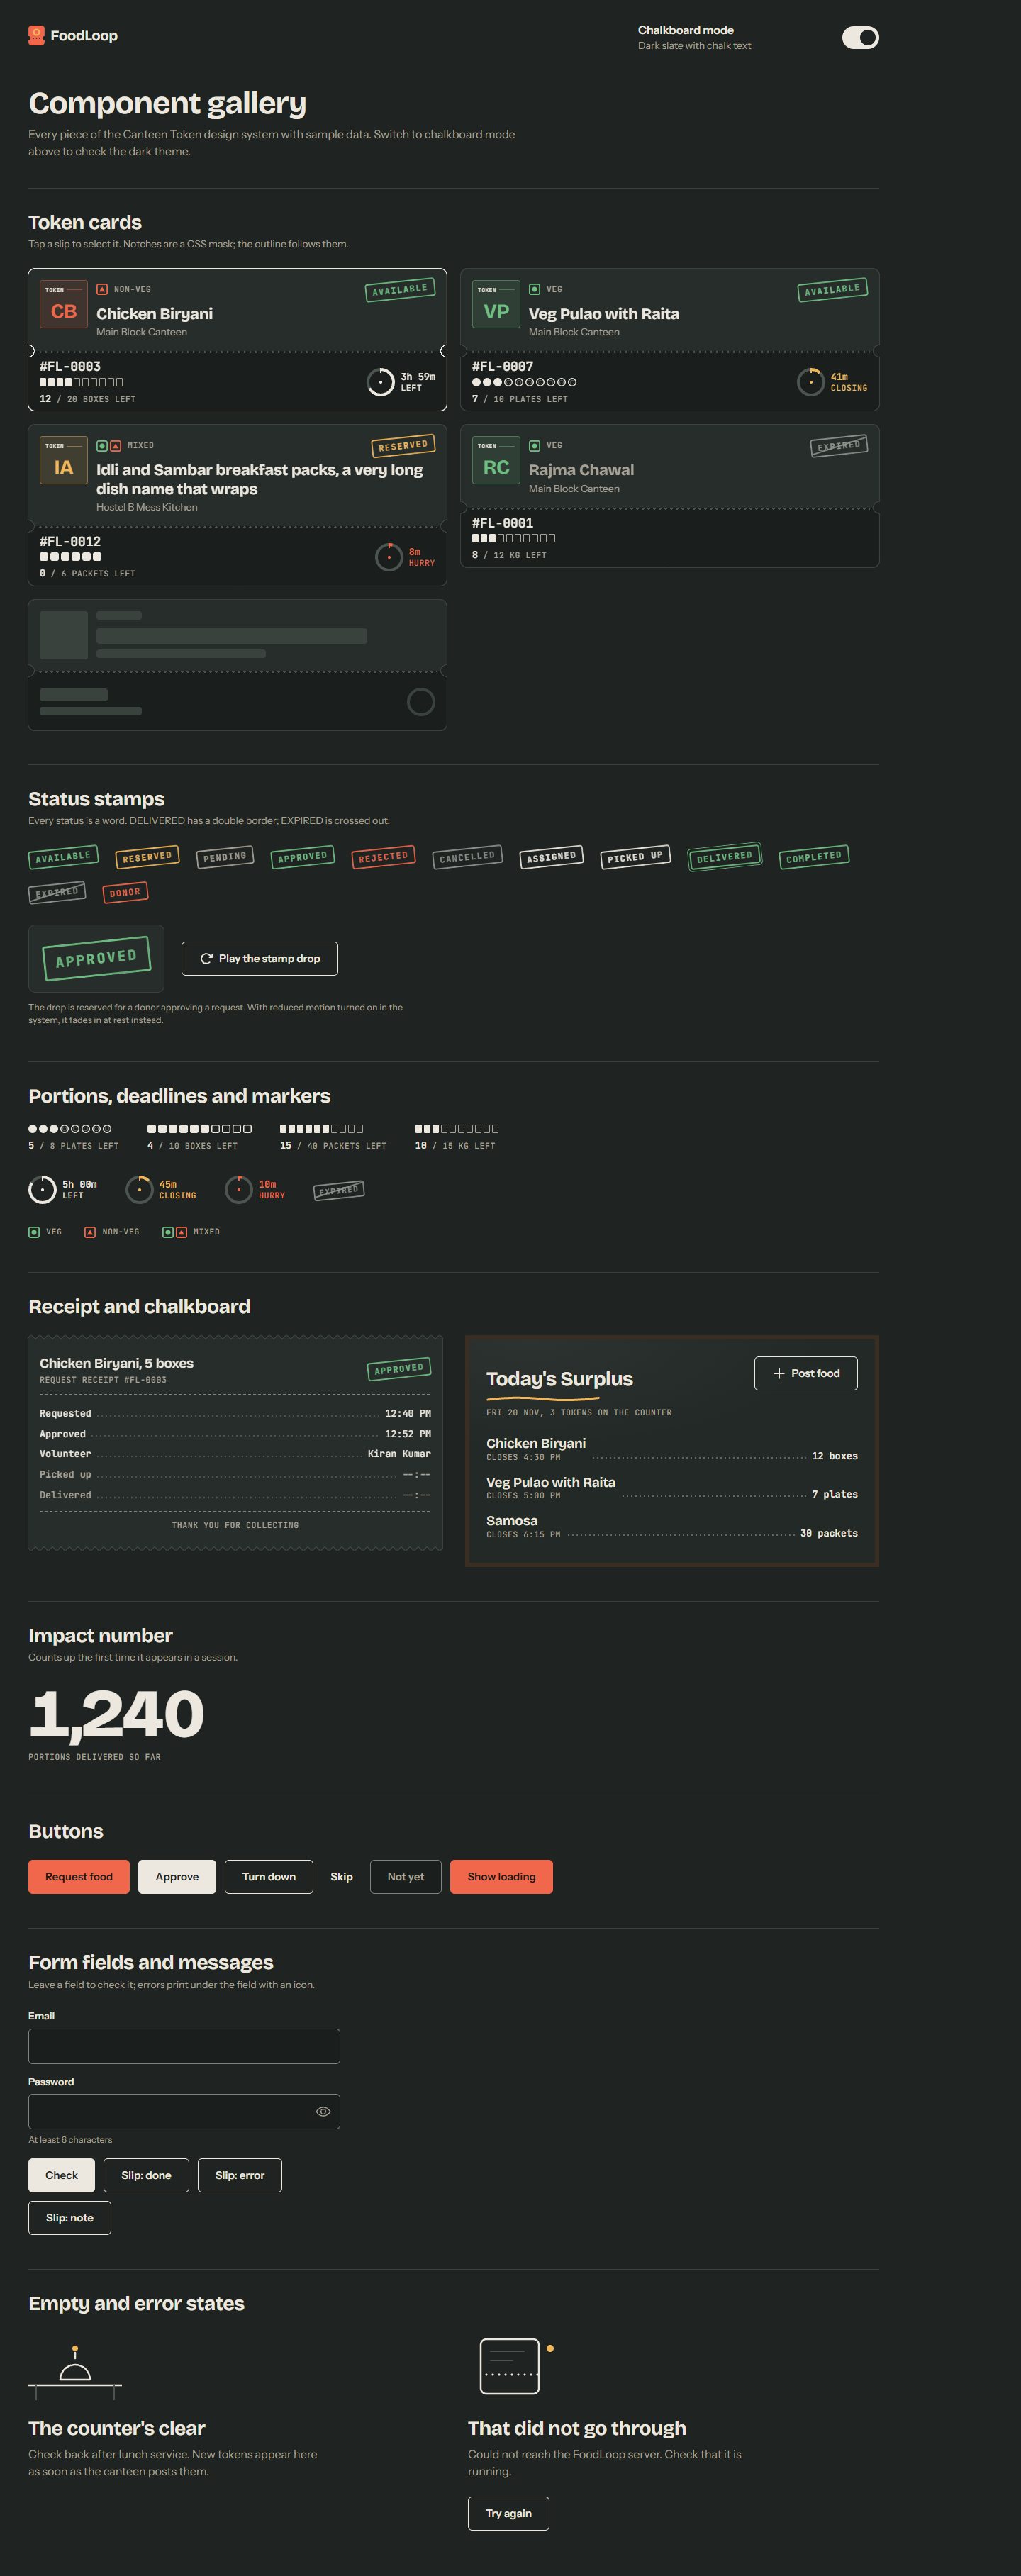 FoodLoop
Chalkboard mode
Dark slate with chalk text
Component gallery
Every piece of the Canteen Token design system with sample data. Switch to chalkboard mode
above to check the dark theme.
Token cards
Tap a slip to select it. Notches are a CSS mask; the outline follows them.
TOKEN
CB
NON-VEG
AVAILABLE
Chicken Biryani
Main Block Canteen
#FL-0003
12 / 20 BOXES LEFT
3h 59m
LEFT
TOKEN
VP
VEG
AVAILABLE
Veg Pulao with Raita
Main Block Canteen
#FL-0007
7 / 10 PLATES LEFT
41m
CLOSING
TOKEN
IA
MIXED
RESERVED
Idli and Sambar breakfast packs, a very long
dish name that wraps
Hostel B Mess Kitchen
#FL-0012
0 / 6 PACKETS LEFT
8m
HURRY
TOKEN
RC
VEG
EXPIRED
Rajma Chawal
Main Block Canteen
#FL-0001
8 / 12 KG LEFT
Status stamps
Every status is a word. DELIVERED has a double border; EXPIRED is crossed out.
AVAILABLE RESERVED PENDING APPROVED REJECTED CANCELLED ASSIGNED PICKED UP DELIVERED COMPLETED
EXPIRED DONOR
APPROVED
Play the stamp drop
The drop is reserved for a donor approving a request. With reduced motion turned on in the
system, it fades in at rest instead.
Portions, deadlines and markers
5 / 8 PLATES LEFT 4 / 10 BOXES LEFT 15 / 40 PACKETS LEFT 10 / 15 KG LEFT
5h 00m
LEFT
45m
CLOSING
10m
HURRY
EXPIRED
VEG NON-VEG MIXED
Receipt and chalkboard
Chicken Biryani, 5 boxes
REQUEST RECEIPT #FL-0003
APPROVED
Requested 12:40 PM
Approved 12:52 PM
Volunteer Kiran Kumar
Picked up --:--
Delivered --:--
THANK YOU FOR COLLECTING
Today's Surplus
Post food
FRI 20 NOV, 3 TOKENS ON THE COUNTER
Chicken Biryani
CLOSES 4:30 PM 12 boxes
Veg Pulao with Raita
CLOSES 5:00 PM 7 plates
Samosa
CLOSES 6:15 PM 30 packets
Impact number
Counts up the first time it appears in a session.
1,240
PORTIONS DELIVERED SO FAR
Buttons
Request food Approve Turn down Skip Not yet Show loading
Form fields and messages
Leave a field to check it; errors print under the field with an icon.
Email
Password
At least 6 characters
Check Slip: done Slip: error
Slip: note
Empty and error states
The counter's clear
Check back after lunch service. New tokens appear here
as soon as the canteen posts them.
That did not go through
Could not reach the FoodLoop server. Check that it is
running.
Try again